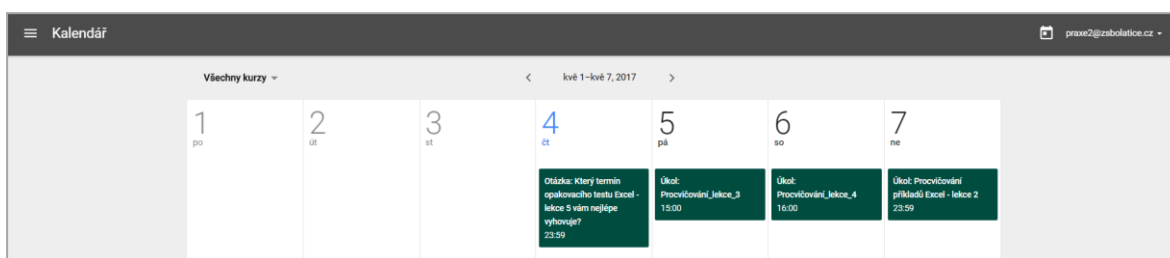 Kalendář
praxe2@zsbolatice.cz
Všechny kurzy
kvě 1–kvě 7, 2017
1
po
2
út
3
st
4
čt
5
pá
6
so
7
ne
Otázka: Který termín
opakovacího testu Excel -
lekce 5 vám nejlépe
vyhovuje?
23:59
Úkol:
Procvičování_lekce_3
15:00
Úkol:
Procvičování_lekce_4
16:00
Úkol: Procvičování
příkladů Excel - lekce 2
23:59